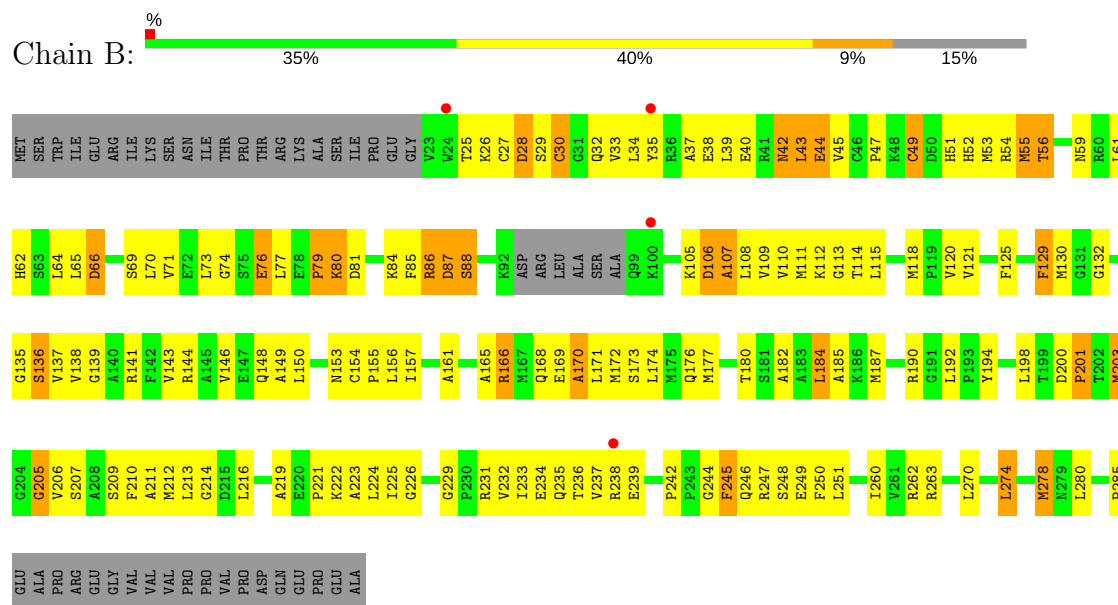 %
Chain B:
35% 40% 9% 15%
MET SER TRP ILE GLU ARG ILE LYS SER ASN ILE THR PRO THR ARG LYS ALA SER ILE PRO GLU GLY V23 W24 T25 K26 C27 D28 S29 C30 G31 Q32 V33 L34 Y35 R36 A37 E38 L39 E40 R41 N42 L43 E44 V45 C46 P47 K48 C49 D50 H51 H52 M53 R54 M55 T56 N59 R60 L61
H62 S63 L64 L65 D66 S69 L70 V71 E72 L73 G74 S75 E76 L77 E78 P79 K80 D81 K84 F85 R86 D87 S88 K92 ASP ARG LEU ALA SER ALA Q99 K100 K105 D106 A107 L108 V109 V110 M111 K112 G113 T114 L115 M118 P119 V120 V121 F125 F129 M130 G131 G132
G135 S136 V137 V138 G139 A140 R141 F142 V143 R144 A145 V146 E147 Q148 A149 L150 N153 C154 P155 L156 I157 A161 A165 R166 M167 Q168 E169 A170 L171 M172 S173 L174 M175 Q176 M177 T180 S181 A182 A183 L184 A185 K186 M187 R190 G191 L192 P193 Y194 L198 T199 D200 P201 T202 M203
G204 G205 V206 S207 A208 S209 F210 A211 M212 L213 G214 D215 L216 A219 E220 P221 K222 A223 L224 I225 G226 G229 P230 R231 V232 I233 E234 Q235 T236 V237 R238 E239 P242 P243 G244 F245 Q246 R247 S248 E249 F250 L251 I260 V261 R262 R263 L270 L274 M278 N279 L280 P285
GLU ALA PRO ARG GLU GLY VAL VAL VAL PRO PRO VAL PRO ASP GLN GLU PRO GLU ALA